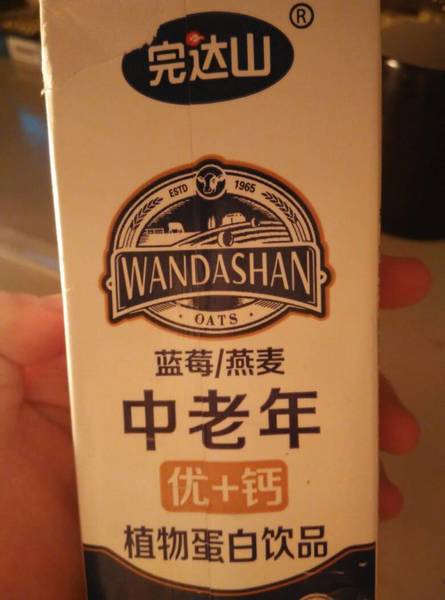 完达山
®
ESTD 1965
WANDASHAN
OATS
蓝莓/燕麦
中老年
优+钙
植物蛋白饮品